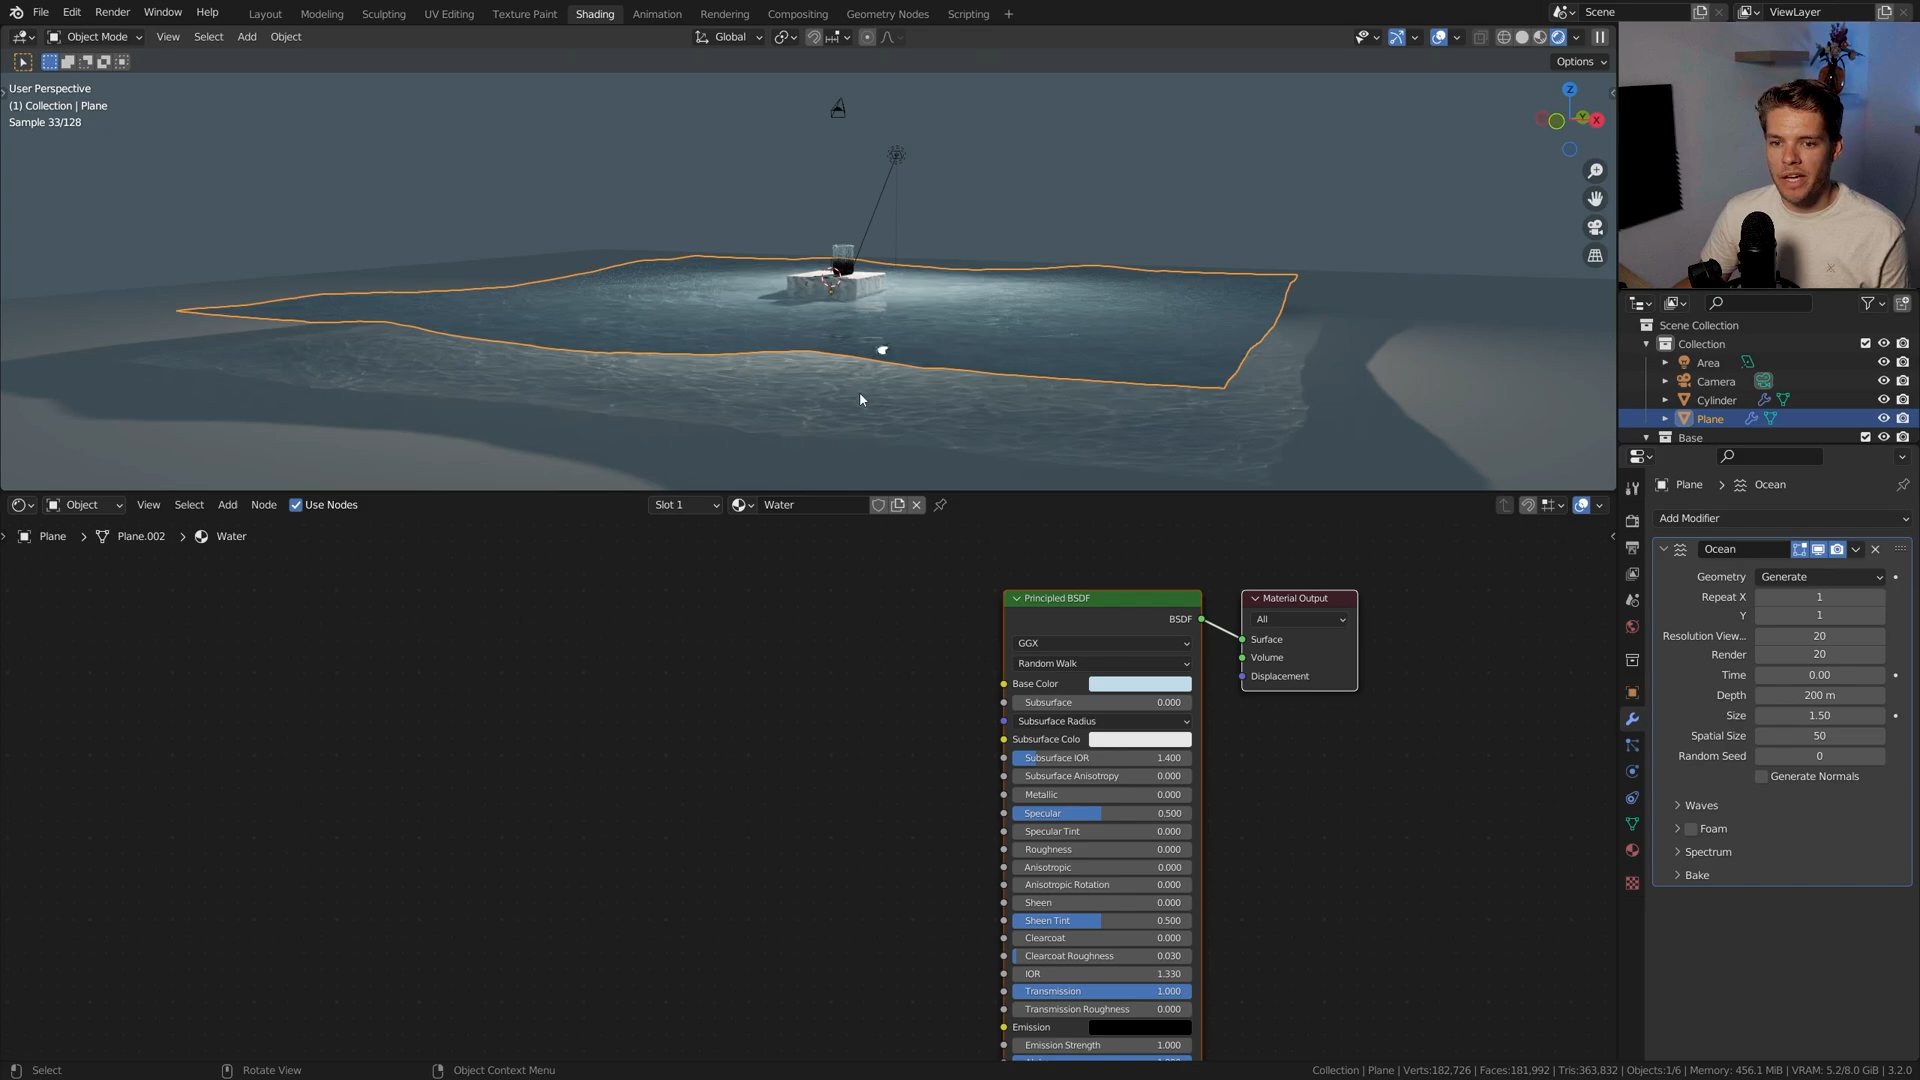 File Edit Render Window Help Layout Modeling Sculpting UV Editing Texture Paint Shading Animation Rendering Compositing Geometry Nodes Scripting + Scene ViewLayer
Object Mode View Select Add Object Global
Options
User Perspective
(1) Collection | Plane
Sample 33/128
Z
Y
X
Scene Collection
Collection
Area
Camera
Cylinder
Plane
Base
Object View Select Add Node Use Nodes Slot 1 Water
Plane > Plane.002 > Water
Principled BSDF
BSDF
GGX
Random Walk
Base Color
Subsurface 0.000
Subsurface Radius
Subsurface Colo
Subsurface IOR 1.400
Subsurface Anisotropy 0.000
Metallic 0.000
Specular 0.500
Specular Tint 0.000
Roughness 0.000
Anisotropic 0.000
Anisotropic Rotation 0.000
Sheen 0.000
Sheen Tint 0.500
Clearcoat 0.000
Clearcoat Roughness 0.030
IOR 1.330
Transmission 1.000
Transmission Roughness 0.000
Emission
Emission Strength 1.000
Material Output
All
Surface
Volume
Displacement
Plane > Ocean
Add Modifier
Ocean
Geometry Generate
Repeat X 1
Y 1
Resolution View... 20
Render 20
Time 0.00
Depth 200 m
Size 1.50
Spatial Size 50
Random Seed 0
Generate Normals
Waves
Foam
Spectrum
Bake
Select Rotate View Object Context Menu Collection | Plane | Verts:182,726 | Faces:181,992 | Tris:363,832 | Objects:1/6 | Memory: 456.1 MiB | VRAM: 5.2/8.0 GiB | 3.2.0